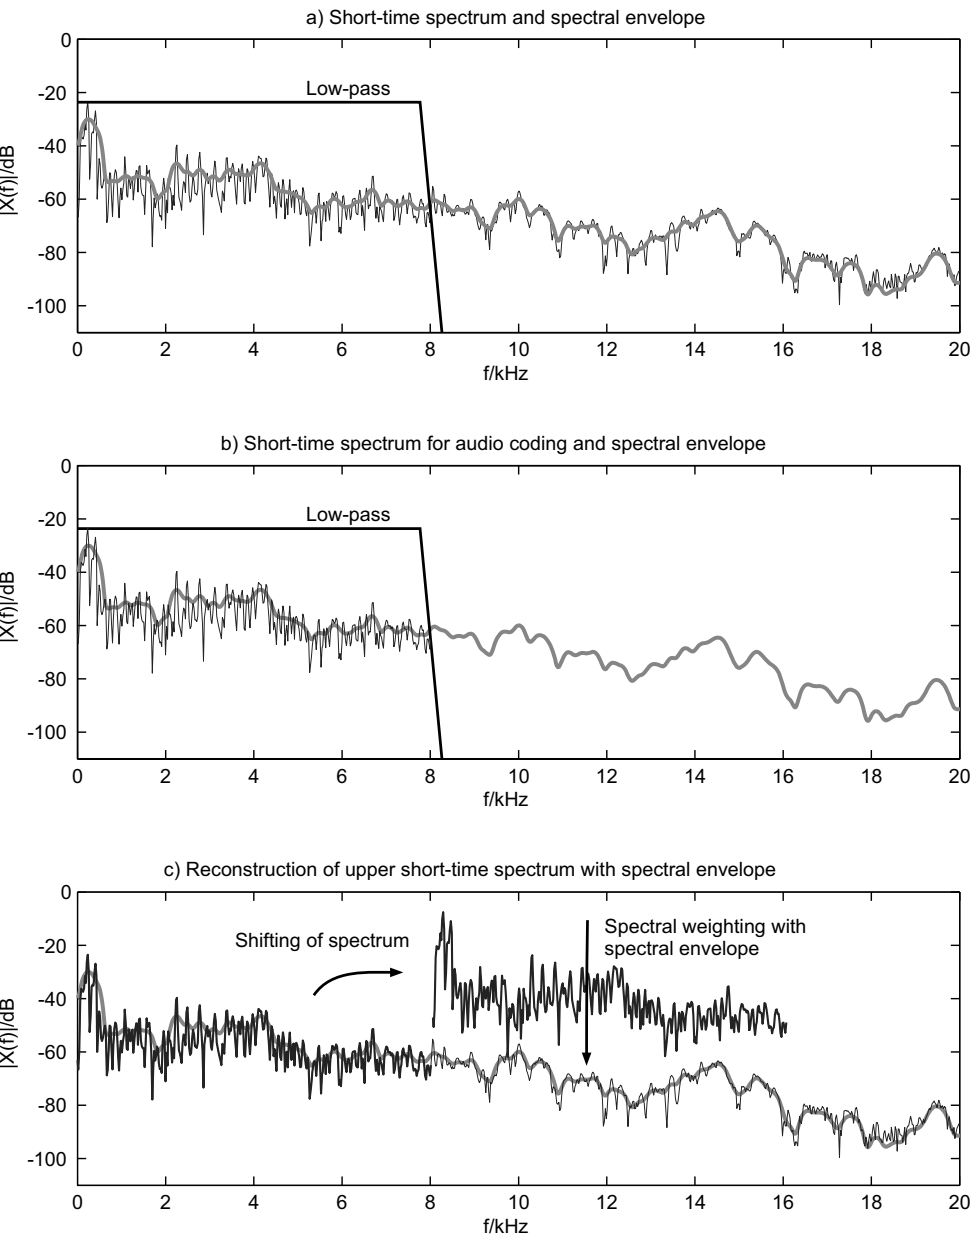 a) Short-time spectrum and spectral envelope
0
-20
-40
-60
-80
-100
|X(f)|/dB
Low-pass
0 2 4 6 8 10 12 14 16 18 20
f/kHz
b) Short-time spectrum for audio coding and spectral envelope
0
-20
-40
-60
-80
-100
|X(f)|/dB
Low-pass
0 2 4 6 8 10 12 14 16 18 20
f/kHz
c) Reconstruction of upper short-time spectrum with spectral envelope
0
-20
-40
-60
-80
-100
|X(f)|/dB
Shifting of spectrum
Spectral weighting with
spectral envelope
0 2 4 6 8 10 12 14 16 18 20
f/kHz